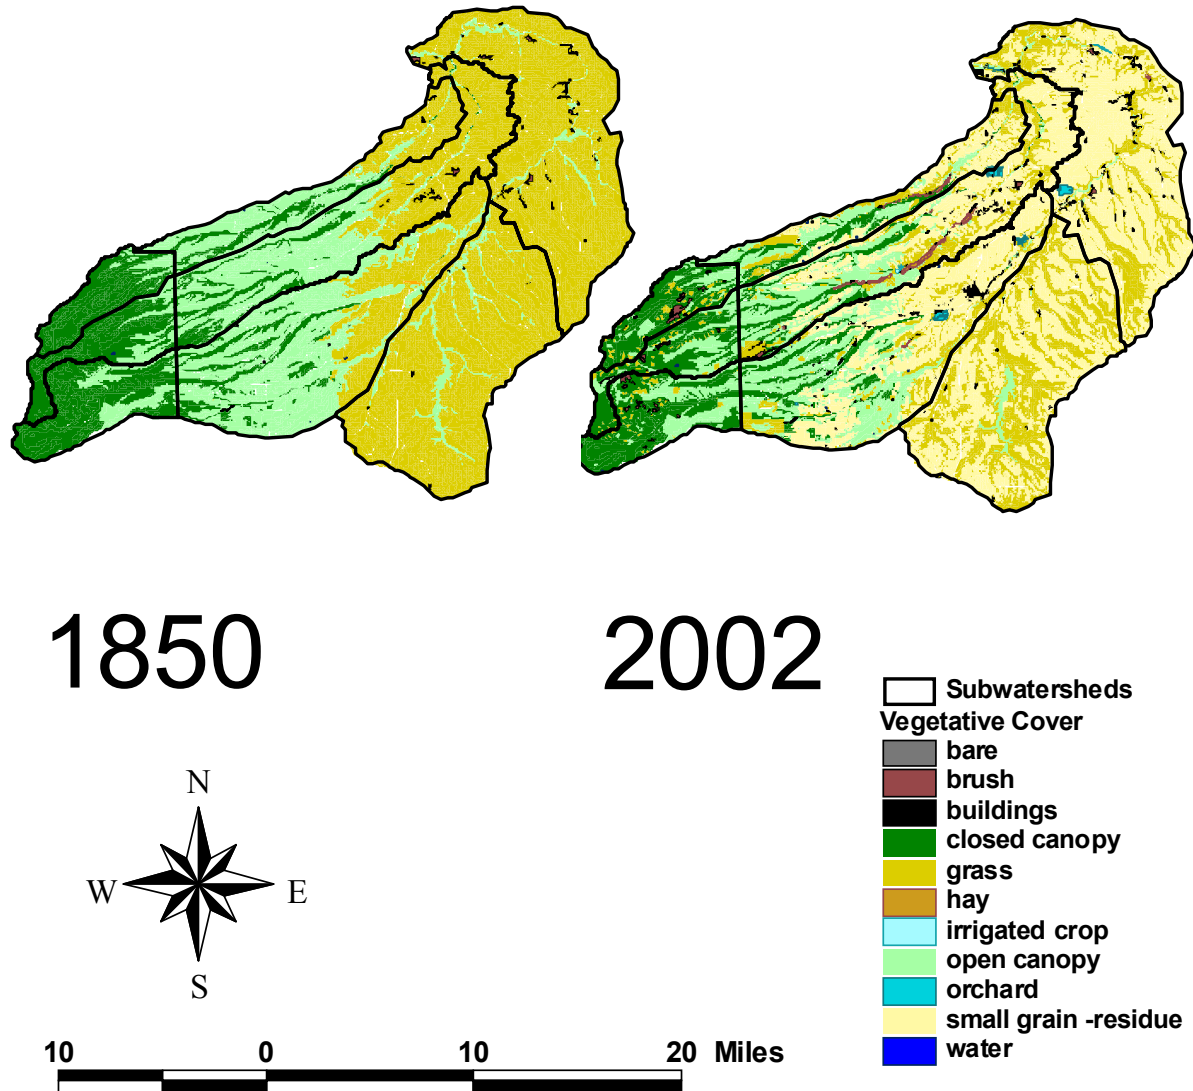 1850
2002
Subwatersheds
Vegetative Cover
bare
brush
buildings
closed canopy
grass
hay
irrigated crop
open canopy
orchard
small grain -residue
water
N
W
E
S
10 0 10 20 Miles